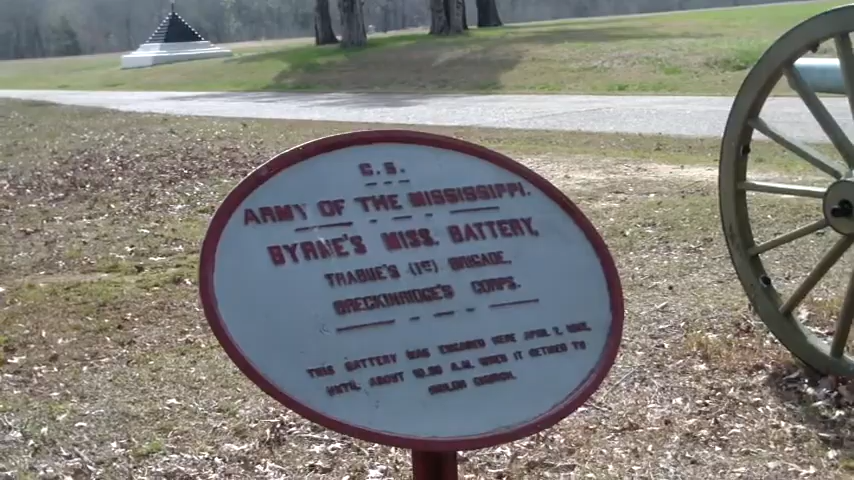 C. S.
ARMY OF THE MISSISSIPPI.
BYRNE'S MISS. BATTERY,
TRABUE'S (1ST) BRIGADE,
BRECKINRIDGE'S CORPS.
THIS BATTERY WAS ENGAGED HERE APRIL 7, 1862,
UNTIL ABOUT 10.30 A.M. WHEN IT RETIRED TO
SHILOH CHURCH.